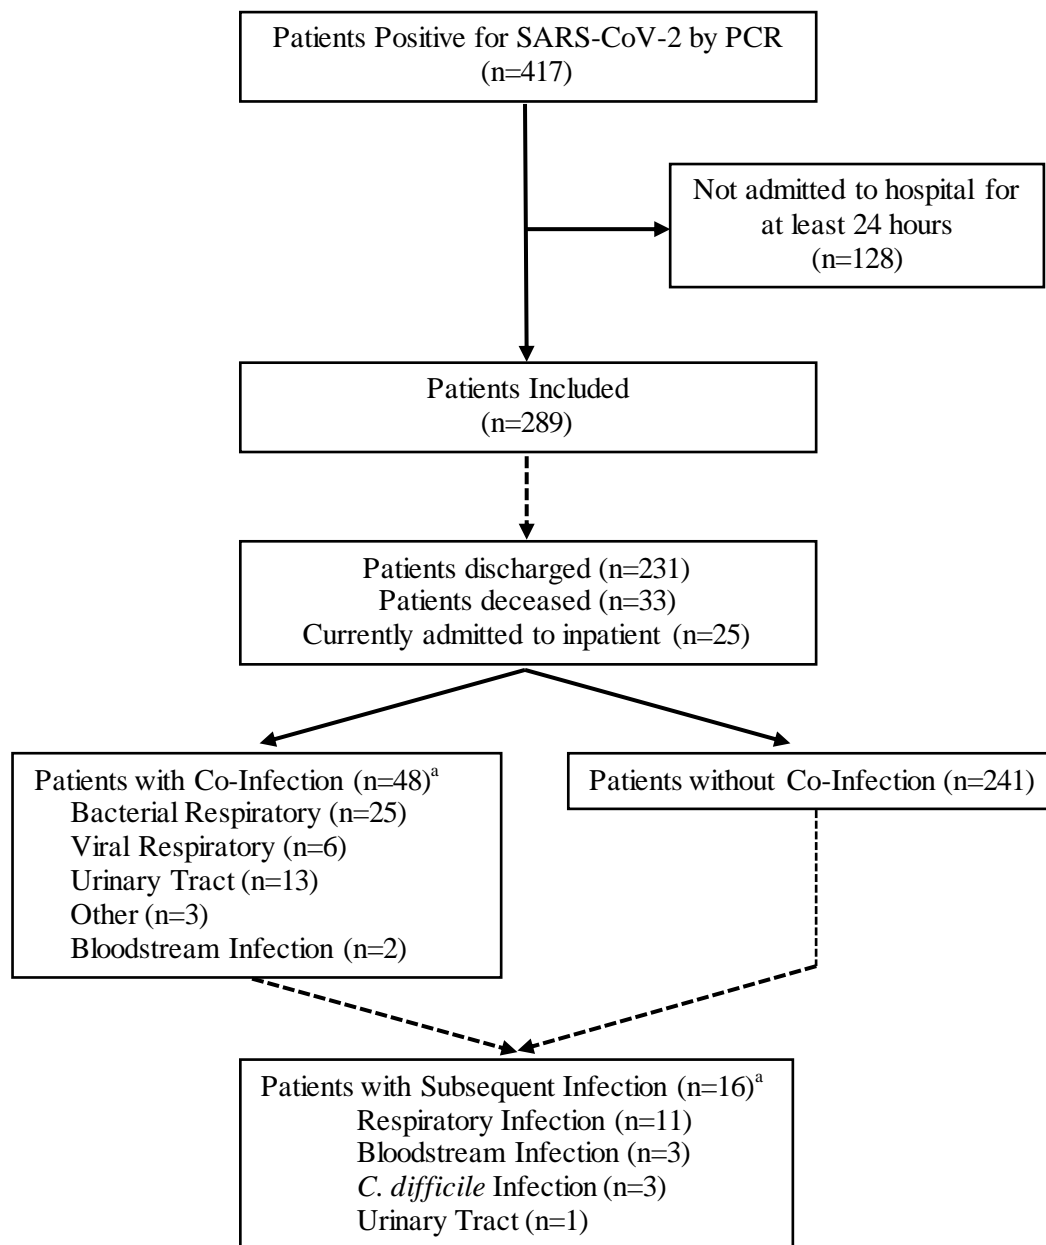 Patients Positive for SARS-CoV-2 by PCR
(n=417)
Not admitted to hospital for
at least 24 hours
(n=128)
Patients Included
(n=289)
Patients discharged (n=231)
Patients deceased (n=33)
Currently admitted to inpatient (n=25)
Patients with Co-Infection (n=48)ᵃ
Bacterial Respiratory (n=25)
Viral Respiratory (n=6)
Urinary Tract (n=13)
Other (n=3)
Bloodstream Infection (n=2)
Patients without Co-Infection (n=241)
Patients with Subsequent Infection (n=16)ᵃ
Respiratory Infection (n=11)
Bloodstream Infection (n=3)
C. difficile Infection (n=3)
Urinary Tract (n=1)